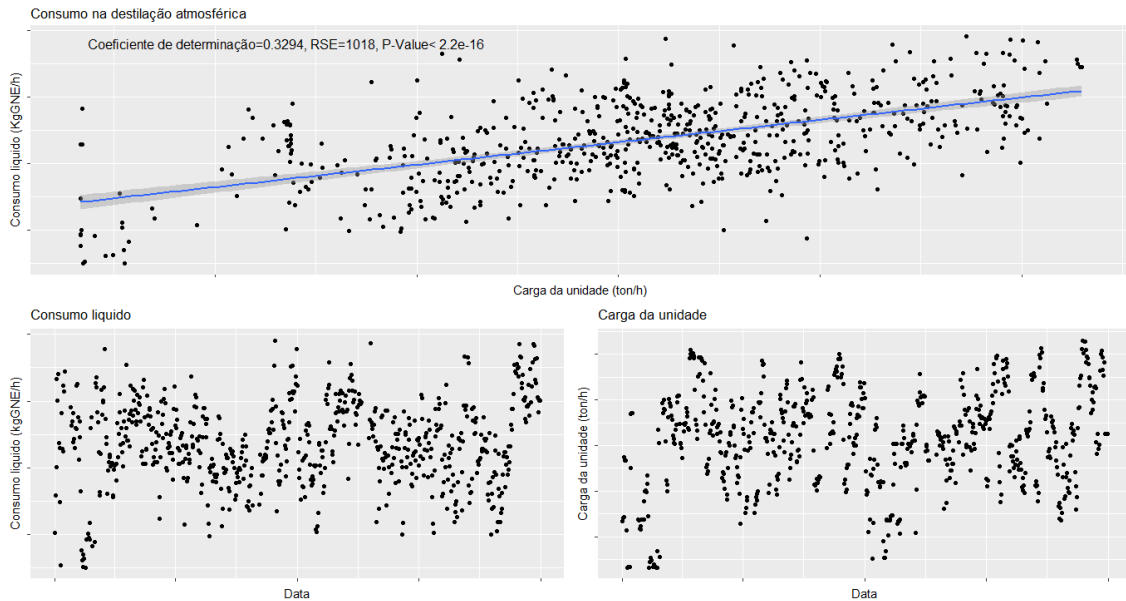 Consumo na destilação atmosférica
Coeficiente de determinação=0.3294, RSE=1018, P-Value< 2.2e-16
Consumo liquido (KgGNE/h)
Carga da unidade (ton/h)
Consumo liquido
Consumo liquido (KgGNE/h)
Data
Carga da unidade
Carga da unidade (ton/h)
Data